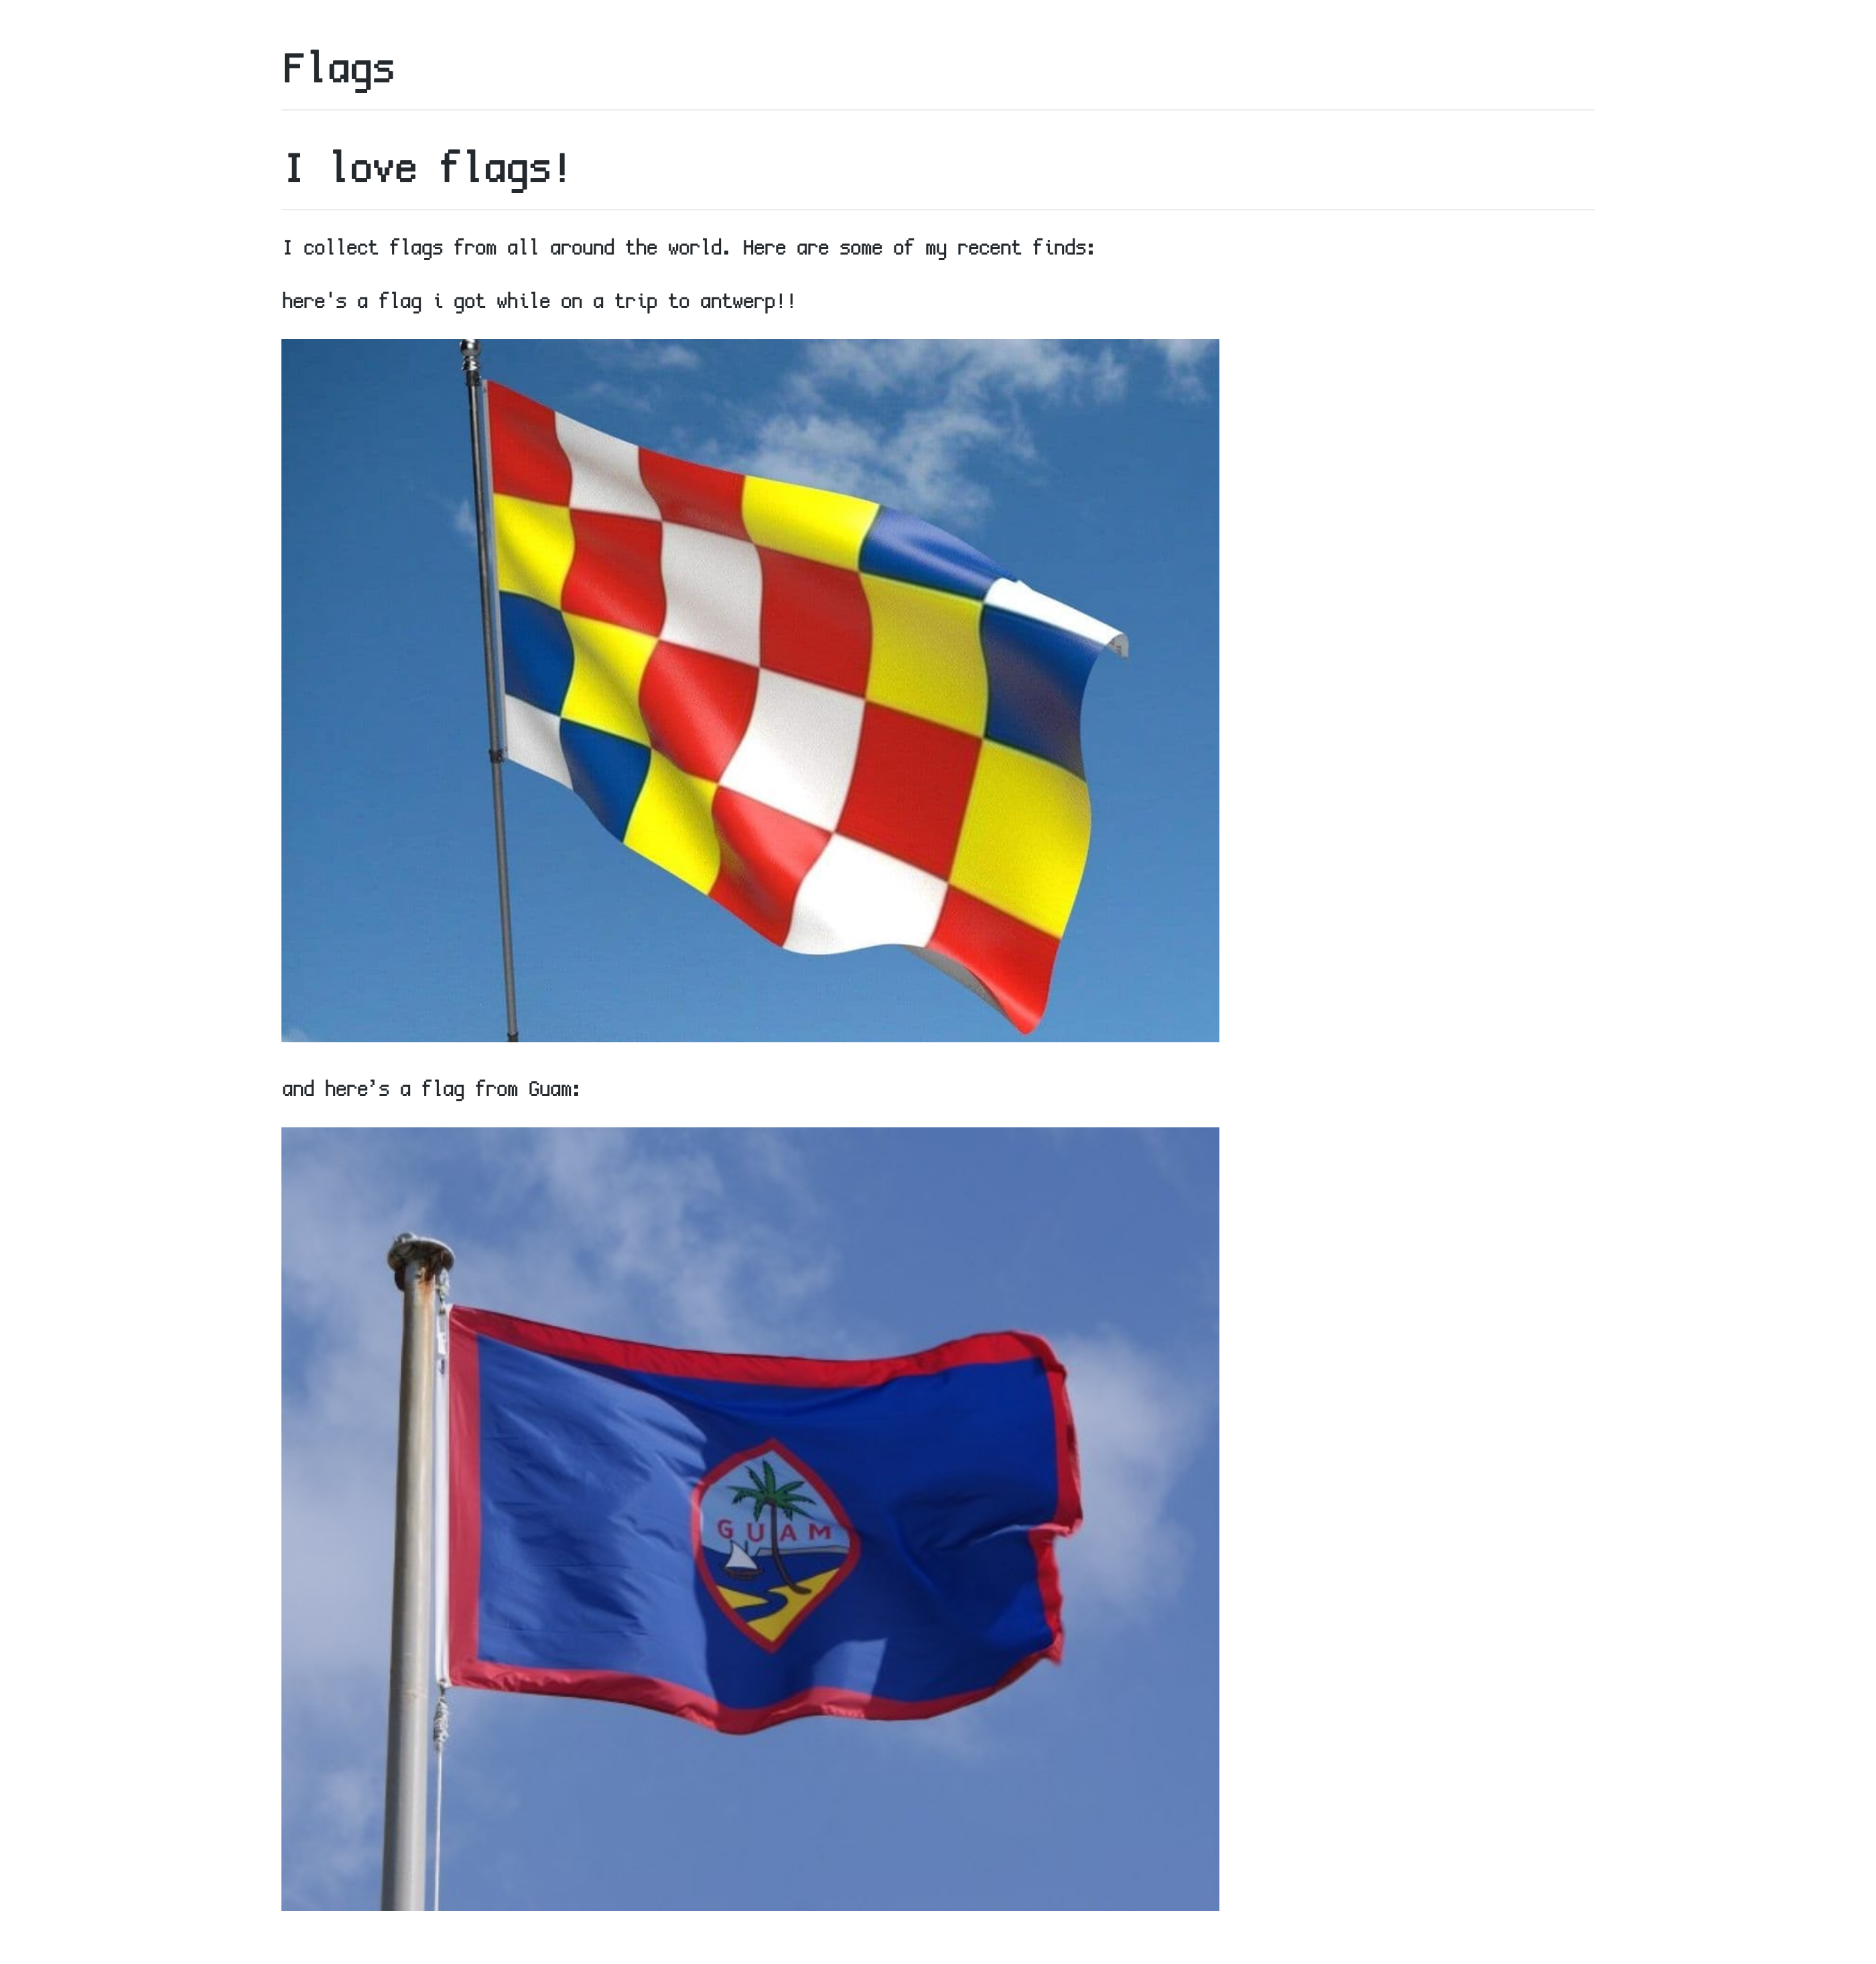 Flags
I love flags!
I collect flags from all around the world. Here are some of my recent finds:
here's a flag i got while on a trip to antwerp!!
and here’s a flag from Guam:
GUAM